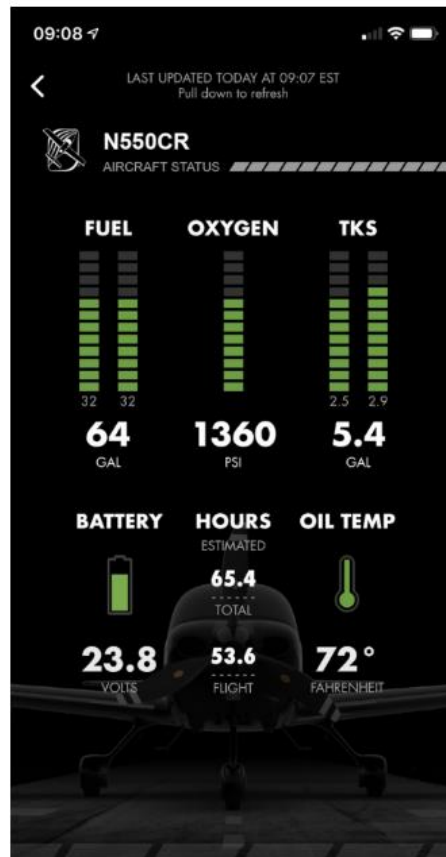 09:08
LAST UPDATED TODAY AT 09:07 EST
Pull down to refresh
N550CR
AIRCRAFT STATUS
FUEL OXYGEN TKS
32 32 2.5 2.9
64 1360 5.4
GAL PSI GAL
BATTERY HOURS OIL TEMP
ESTIMATED
65.4
TOTAL
23.8 53.6 72°
VOLTS FLIGHT FAHRENHEIT